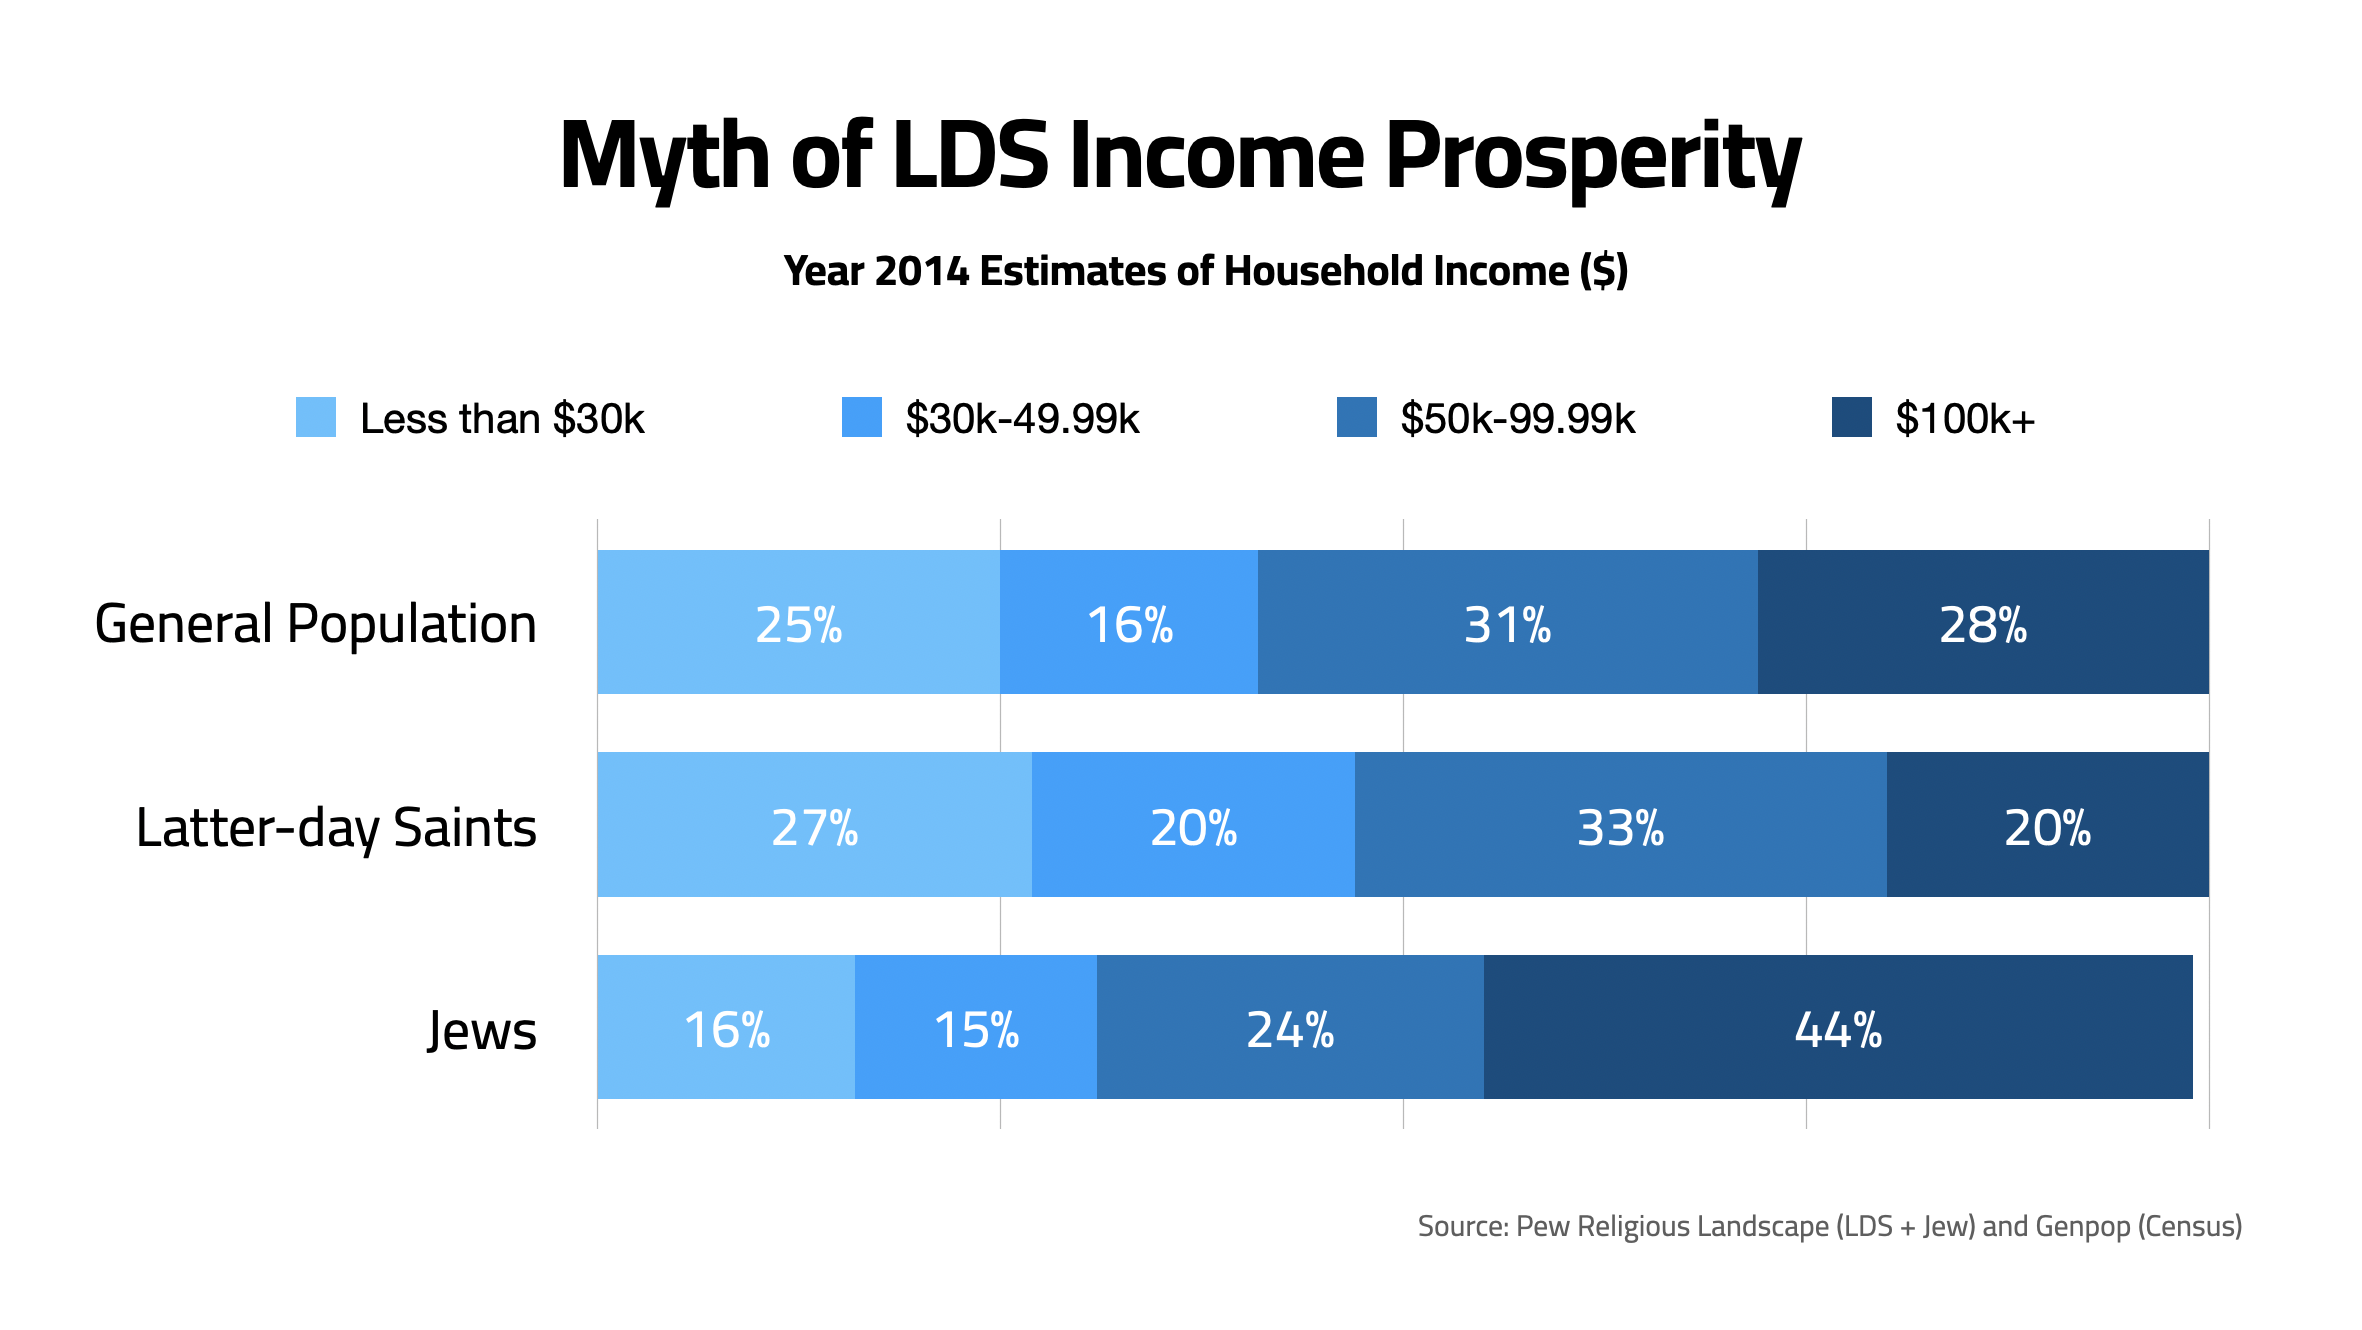 Myth of LDS Income Prosperity
Year 2014 Estimates of Household Income ($)
Less than $30k
$30k-49.99k
$50k-99.99k
$100k+
General Population
25%
16%
31%
28%
Latter-day Saints
27%
20%
33%
20%
Jews
16%
15%
24%
44%
Source: Pew Religious Landscape (LDS + Jew) and Genpop (Census)